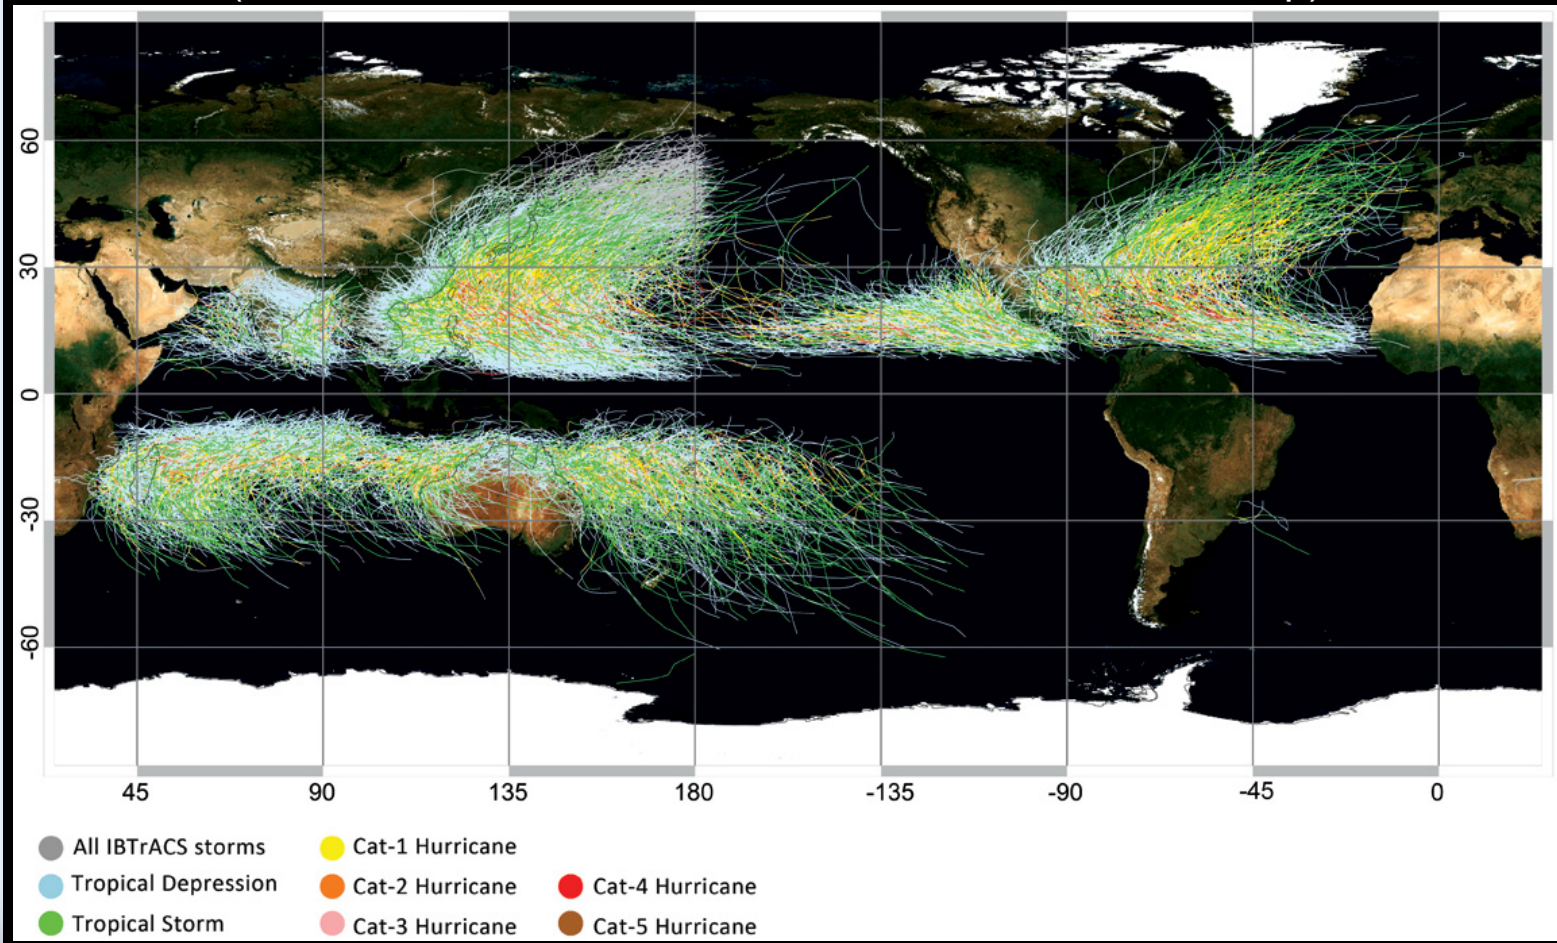 60
30
0
-30
-60
45 90 135 180 -135 -90 -45 0
All IBTrACS storms Cat-1 Hurricane
Tropical Depression Cat-2 Hurricane Cat-4 Hurricane
Tropical Storm Cat-3 Hurricane Cat-5 Hurricane